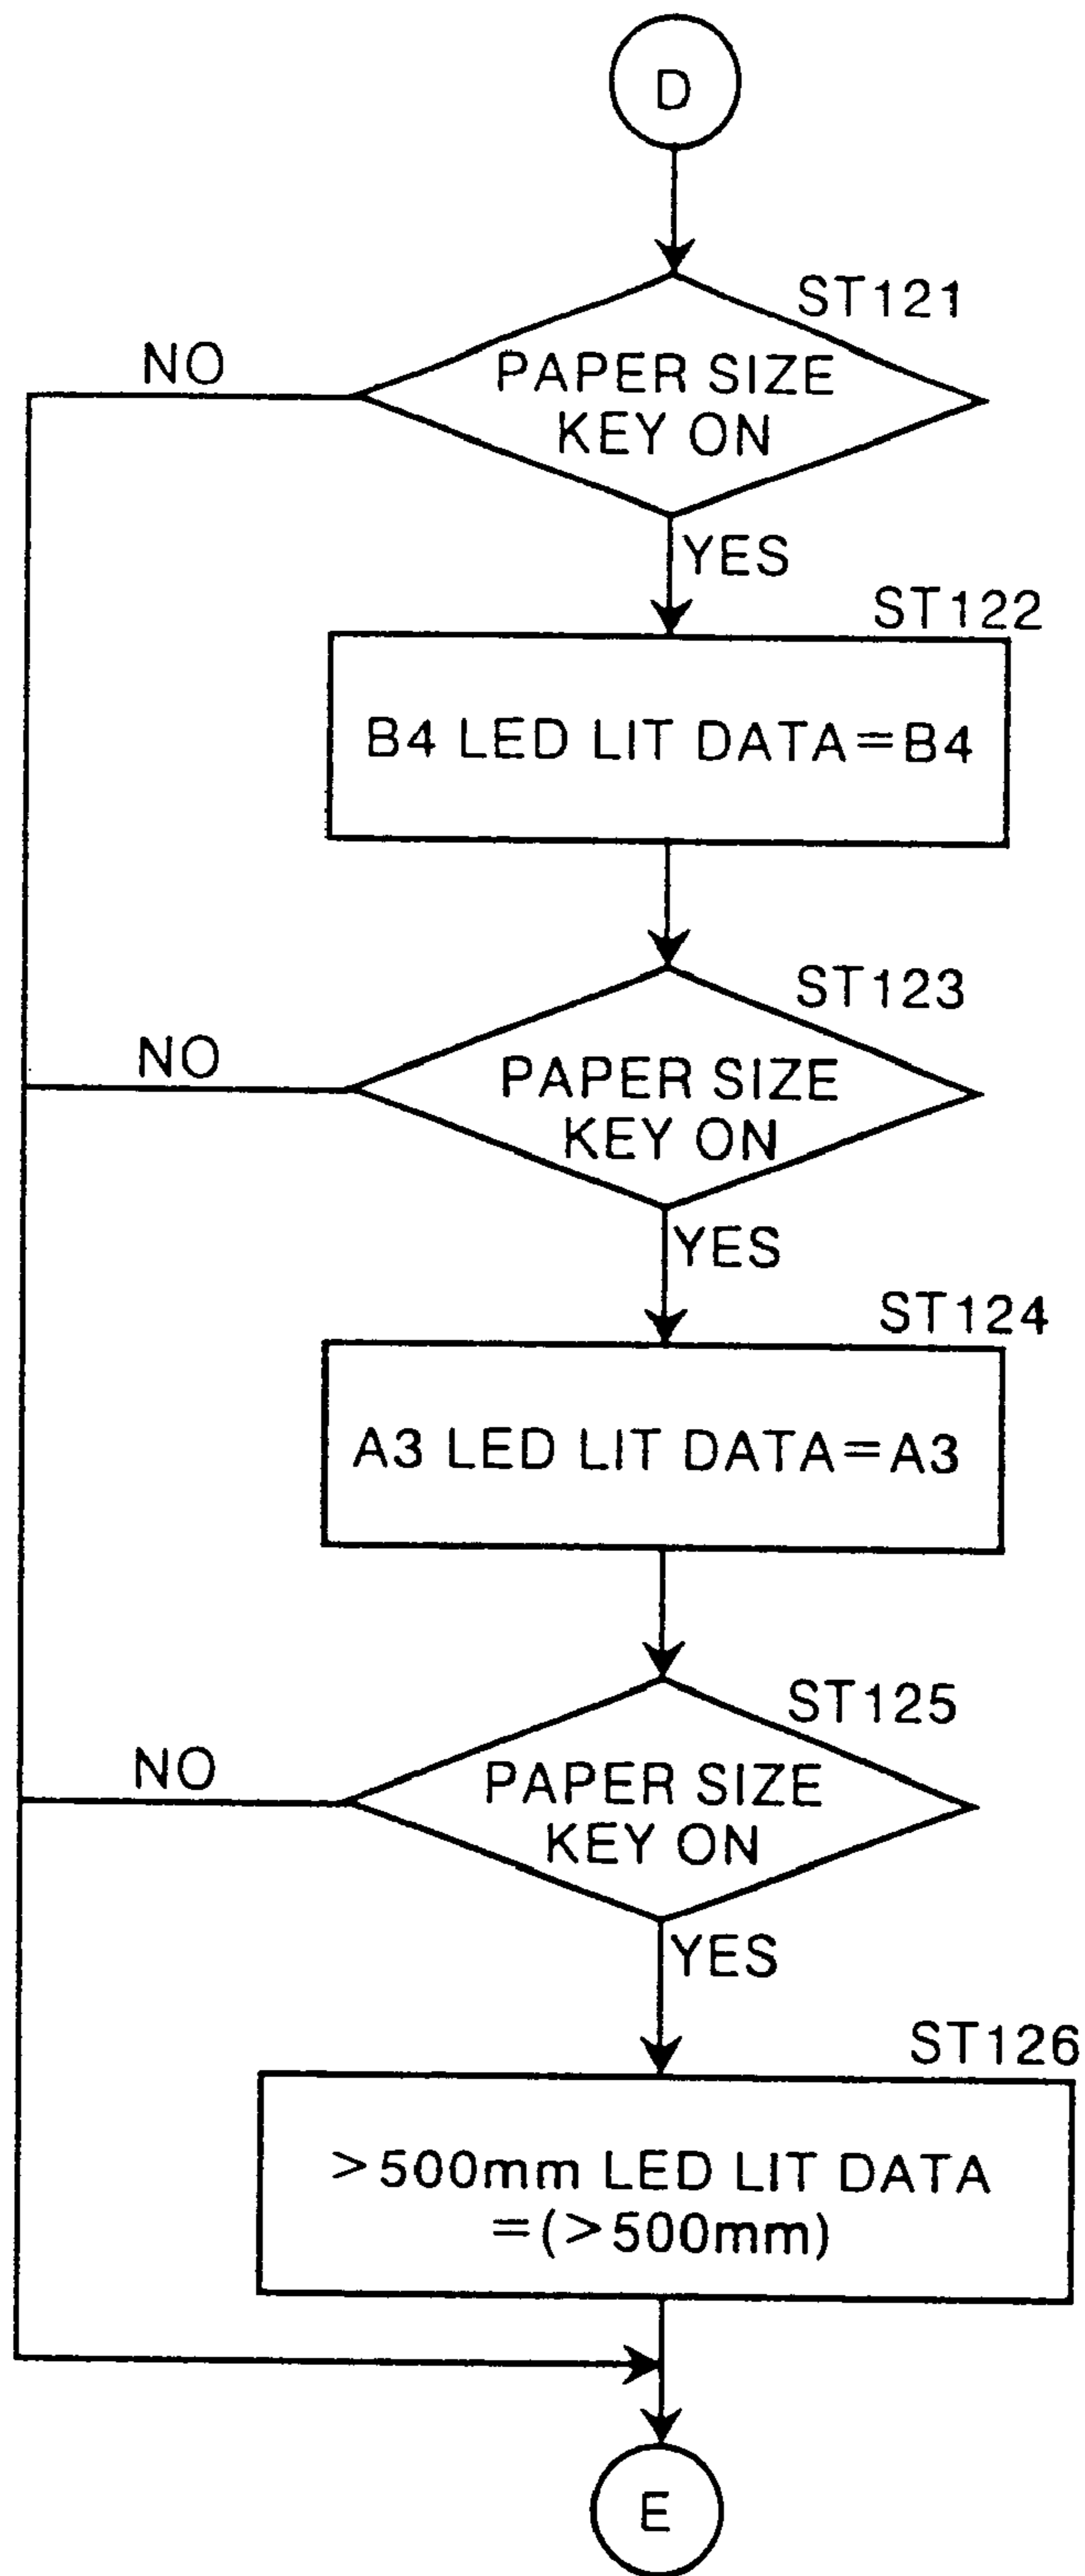 D
ST121
NO
PAPER SIZE
KEY ON
YES
ST122
B4 LED LIT DATA=B4
ST123
NO
PAPER SIZE
KEY ON
YES
ST124
A3 LED LIT DATA=A3
ST125
NO
PAPER SIZE
KEY ON
YES
ST126
>500mm LED LIT DATA
=(>500mm)
E